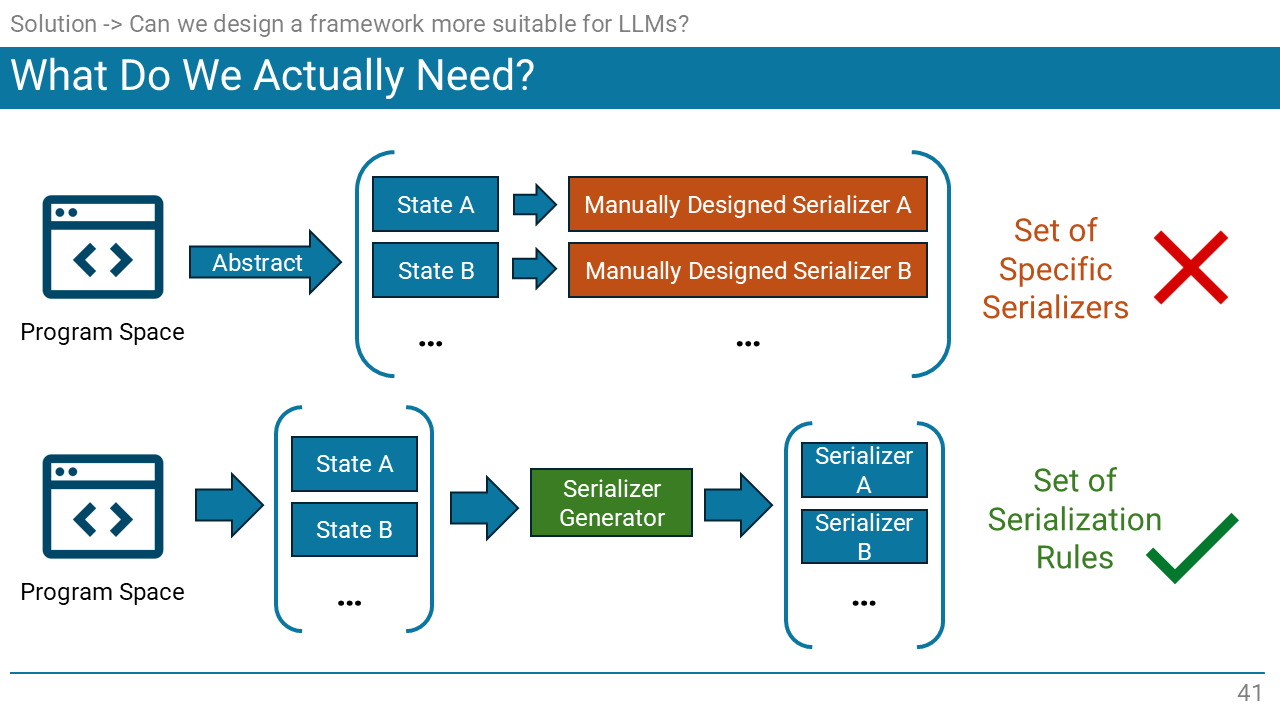 Solution -> Can we design a framework more suitable for LLMs?
What Do We Actually Need?
Program Space
Abstract
State A
Manually Designed Serializer A
State B
Manually Designed Serializer B
...
...
Set of
Specific
Serializers
Program Space
State A
State B
...
Serializer
Generator
Serializer
A
Serializer
B
...
Set of
Serialization
Rules
41